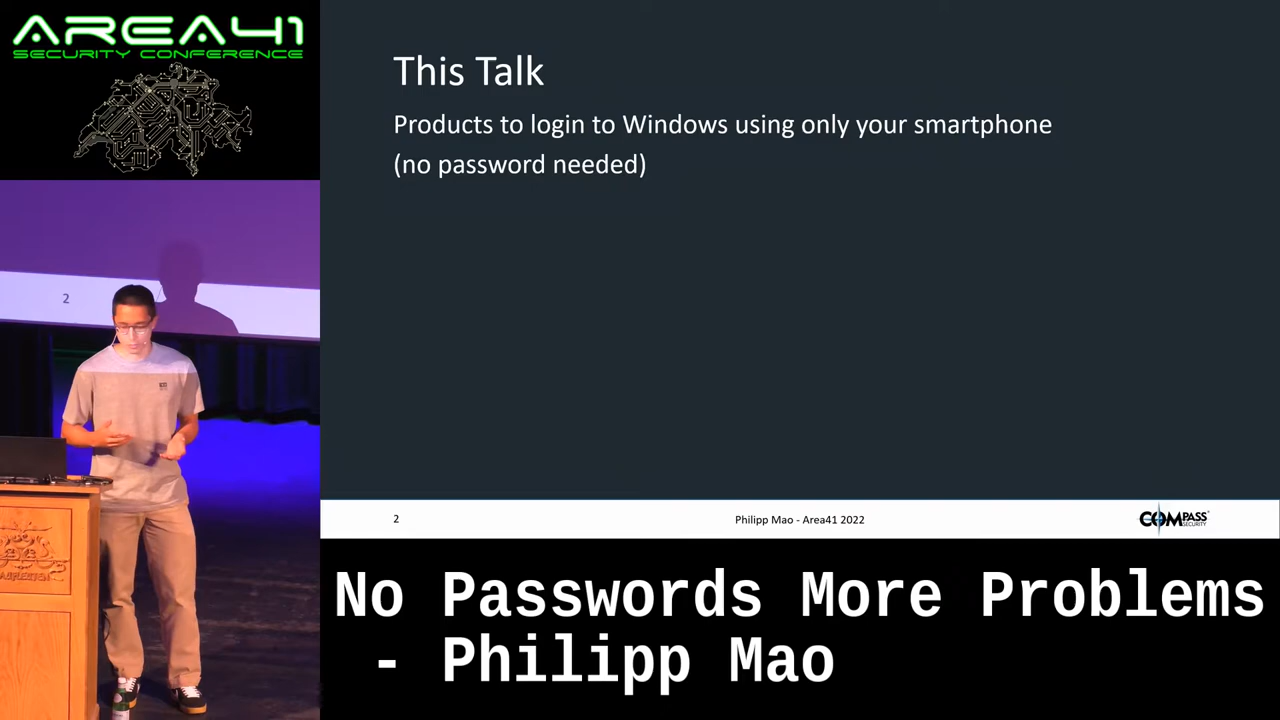 AREA41
SECURITY CONFERENCE
This Talk
Products to login to Windows using only your smartphone
(no password needed)
2
2
Philipp Mao - Area41 2022
COMPASS
SECURITY
No Passwords More Problems
- Philipp Mao